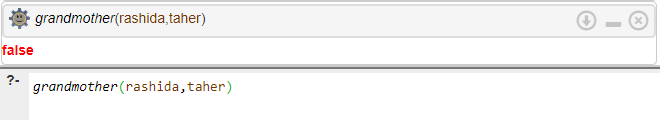 grandmother(rashida,taher)
false
?- grandmother(rashida,taher)